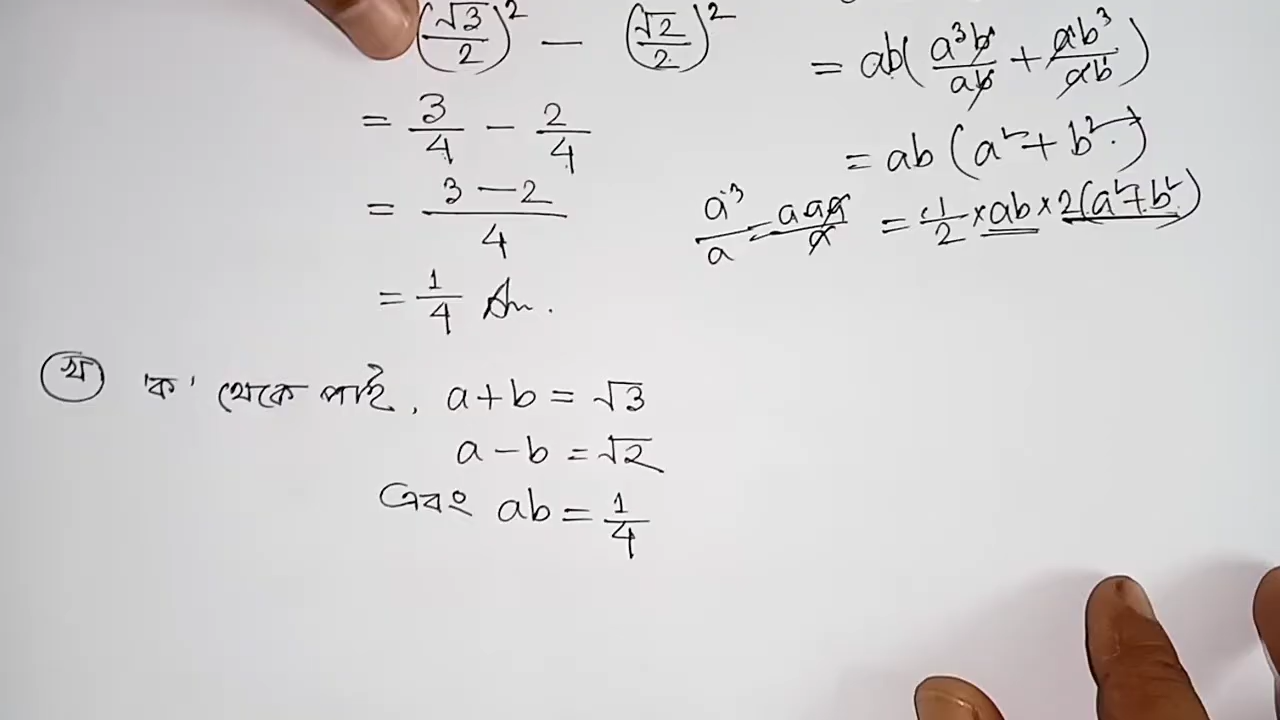 (√3/2)² − (√2/2)²
= 3/4 − 2/4
= (3 − 2)/4
= 1/4 An.
= ab(a³b/ab + ab³/ab)
= ab(a² + b²)
a³/a = aaa/a = 1/2 × ab × 2(a² + b²)
খ 'ক' থেকে পাই, a + b = √3
a − b = √2
এবং ab = 1/4